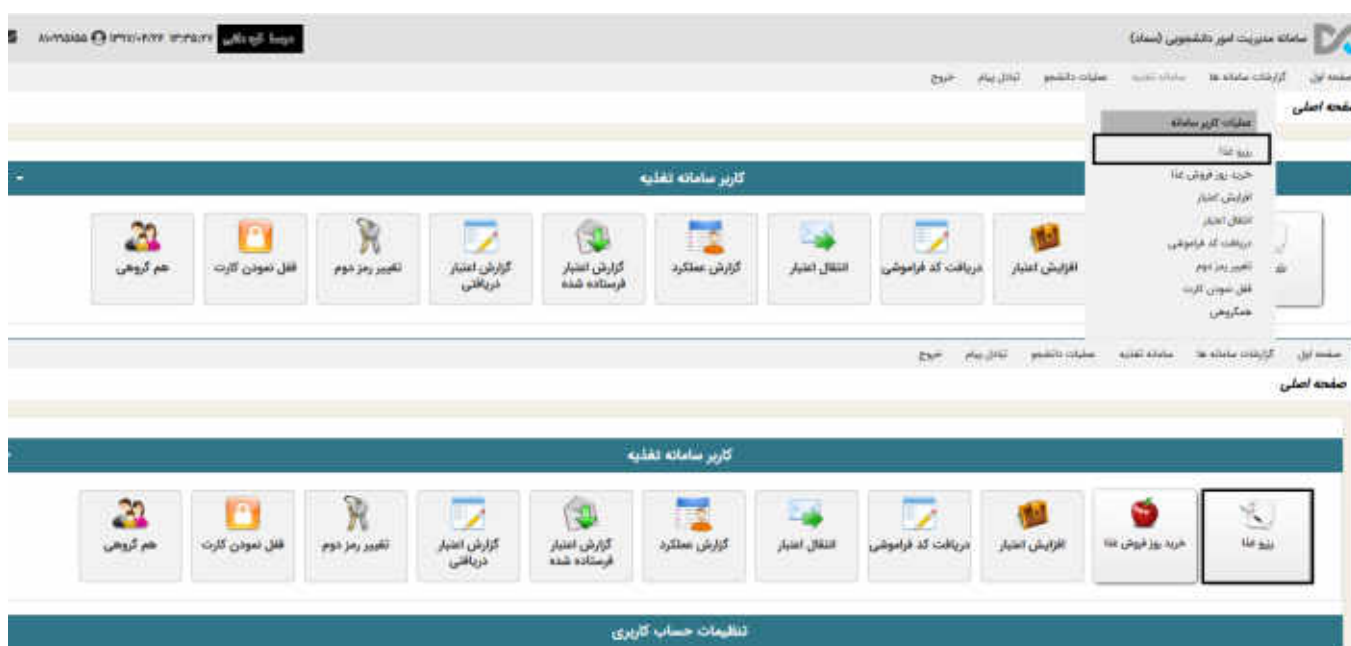 سامانه مدیریت امور دانشجویی (سماد)
صفحه اول گزارشات سامانه ها سامانه تغذیه عملیات دانشجو تبادل پیام خروج
صفحه اصلی
عملیات کاربر سامانه
رزرو غذا
خرید روز فروش غذا
افزایش اعتبار
انتقال اعتبار
دریافت کد فراموشی
تغییر رمز دوم
قفل نمودن کارت
همگروهی
کاربر سامانه تغذیه
افزایش اعتبار
دریافت کد فراموشی
انتقال اعتبار
گزارش عملکرد
گزارش اعتبار
فرستاده شده
گزارش اعتبار
دریافتی
تغییر رمز دوم
قفل نمودن کارت
هم گروهی
صفحه اول گزارشات سامانه ها سامانه تغذیه عملیات دانشجو تبادل پیام خروج
صفحه اصلی
کاربر سامانه تغذیه
رزرو غذا
خرید روز فروش غذا
افزایش اعتبار
دریافت کد فراموشی
انتقال اعتبار
گزارش عملکرد
گزارش اعتبار
فرستاده شده
گزارش اعتبار
دریافتی
تغییر رمز دوم
قفل نمودن کارت
هم گروهی
تنظیمات حساب کاربری